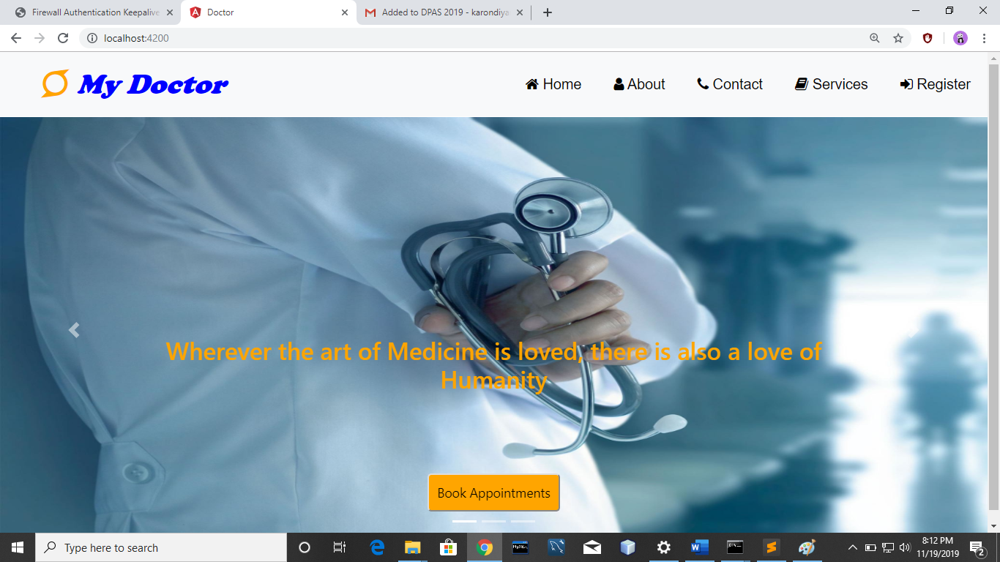 Firewall Authentication Keepalive
Doctor
Added to DPAS 2019 - karondiya
localhost:4200
My Doctor
Home
About
Contact
Services
Register
Wherever the art of Medicine is loved, there is also a love of
Humanity
Book Appointments
Type here to search
8:12 PM
11/19/2019
2